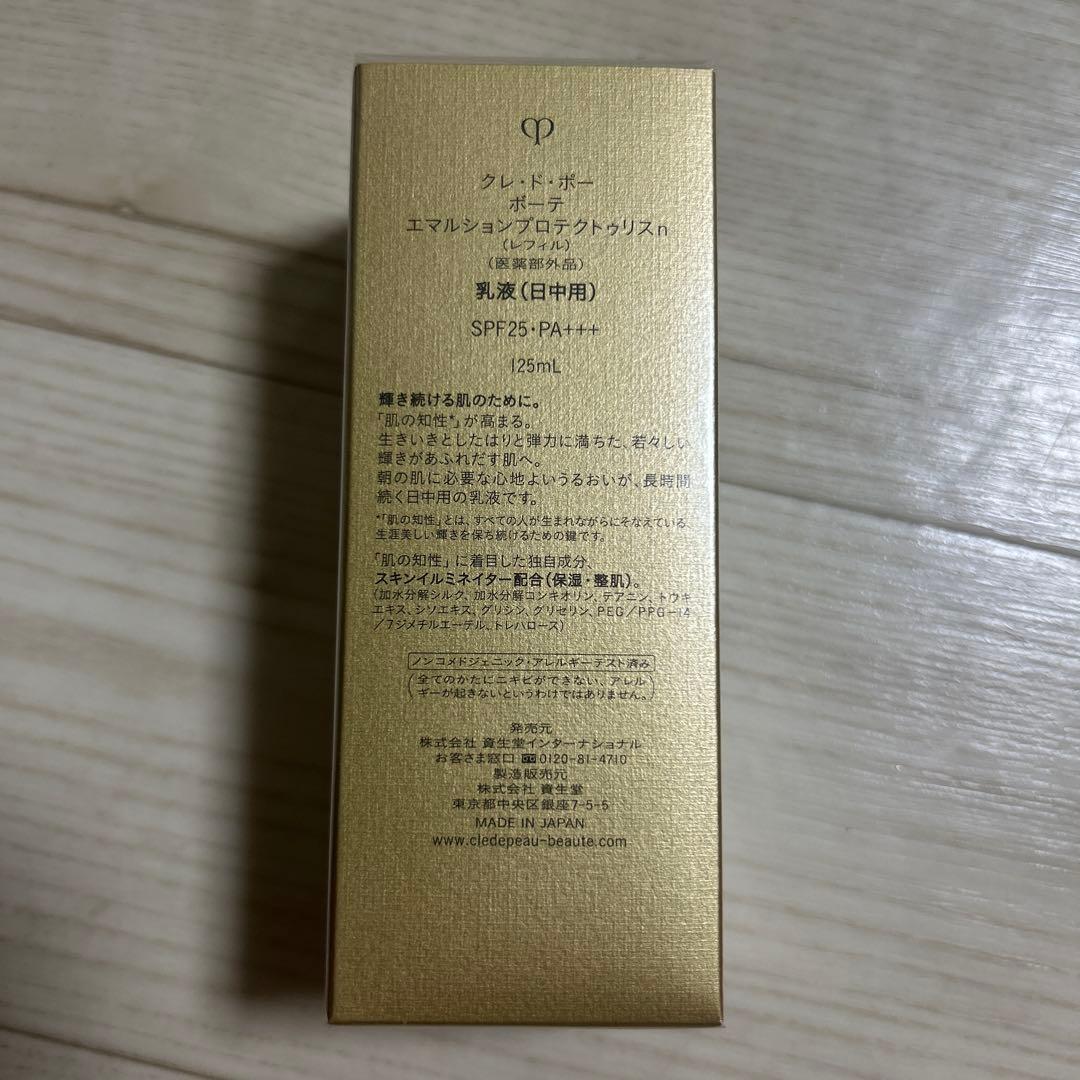 クレ・ド・ポー
ボーテ
エマルションプロテクトゥリスn
(レフィル)
(医薬部外品)
乳液(日中用)
SPF25・PA+++
125mL
輝き続ける肌のために。
「肌の知性*」が高まる。
生きいきとしたはりと弾力に満ちた、若々しい
輝きがあふれだす肌へ。
朝の肌に必要な心地よいうるおいが、長時間
続く日中用の乳液です。
*「肌の知性」とは、すべての人が生まれながらにそなえている、
生涯美しい輝きを保ち続けるための鍵です。
「肌の知性」に着目した独自成分、
スキンイルミネイター配合(保湿・整肌)。
(加水分解シルク、加水分解コンキオリン、テアニン、トウキ
エキス、シソエキス、グリシン、グリセリン、PEG/PPG-14
/7ジメチルエーテル、トレハロース)
ノンコメドジェニック・アレルギーテスト済み
(全てのかたにニキビができない、アレル
ギーが起きないというわけではありません。)
発売元
株式会社 資生堂インターナショナル
お客さま窓口 0120-81-4710
製造販売元
株式会社 資生堂
東京都中央区銀座7-5-5
MADE IN JAPAN
www.cledepeau-beaute.com